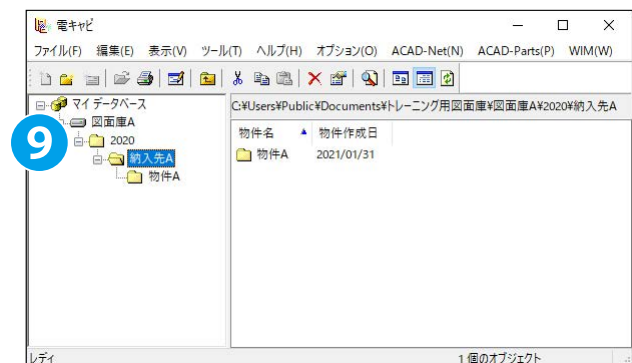 電キャビ
ファイル(F) 編集(E) 表示(V) ツール(T) ヘルプ(H) オプション(O) ACAD-Net(N) ACAD-Parts(P) WIM(W)
マイ データベース
図面庫A
2020
納入先A
物件A
9
C:¥Users¥Public¥Documents¥トレーニング用図面庫¥図面庫A¥2020¥納入先A
物件名 物件作成日
物件A 2021/01/31
レディ
1 個のオブジェクト